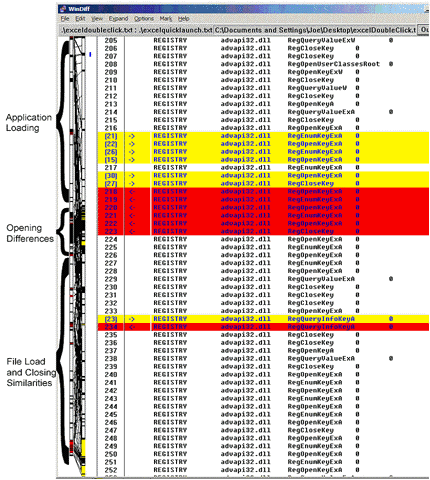 WinDiff
File Edit View Expand Options Mark Help
.\exceldoubleclick.txt : .\excelquicklaunch.txt C:\Documents and Settings\Joe\Desktop\excelDoubleClick.t Ou
205 REGISTRY advapi32.dll RegQueryValueExW 0
206 REGISTRY advapi32.dll RegCloseKey 0
207 REGISTRY advapi32.dll RegCloseKey 0
208 REGISTRY advapi32.dll RegOpenUserClassesRoot 0
209 REGISTRY advapi32.dll RegOpenKeyExW 0
210 REGISTRY advapi32.dll RegCloseKey 0
211 REGISTRY advapi32.dll RegQueryValueW 0
212 REGISTRY advapi32.dll RegCloseKey 0
213 REGISTRY advapi32.dll RegOpenKeyA 0
214 REGISTRY advapi32.dll RegQueryValueExA 0
215 REGISTRY advapi32.dll RegCloseKey 0
216 REGISTRY advapi32.dll RegOpenKeyExA 0
(21) -> REGISTRY advapi32.dll RegEnumKeyExA 0
(22) -> REGISTRY advapi32.dll RegOpenKeyExA 0
(26) -> REGISTRY advapi32.dll RegEnumKeyExA 0
(15) -> REGISTRY advapi32.dll RegOpenKeyExA 0
217 REGISTRY advapi32.dll RegEnumKeyExA 0
(30) -> REGISTRY advapi32.dll RegEnumKeyExA 0
(27) -> REGISTRY advapi32.dll RegCloseKey 0
218 <- REGISTRY advapi32.dll RegOpenKeyExA 0
219 <- REGISTRY advapi32.dll RegEnumKeyExA 0
220 <- REGISTRY advapi32.dll RegOpenKeyExA 0
221 <- REGISTRY advapi32.dll RegEnumKeyExA 0
222 <- REGISTRY advapi32.dll RegOpenKeyExA 0
223 <- REGISTRY advapi32.dll RegCloseKey 0
224 REGISTRY advapi32.dll RegOpenKeyExA 0
225 REGISTRY advapi32.dll RegEnumKeyExA 0
226 REGISTRY advapi32.dll RegOpenKeyExA 0
227 REGISTRY advapi32.dll RegEnumKeyExA 0
228 REGISTRY advapi32.dll RegOpenKeyExA 0
229 REGISTRY advapi32.dll RegQueryValueExA 0
230 REGISTRY advapi32.dll RegCloseKey 0
231 REGISTRY advapi32.dll RegCloseKey 0
232 REGISTRY advapi32.dll RegCloseKey 0
233 REGISTRY advapi32.dll RegOpenKeyExA 0
(23) -> REGISTRY advapi32.dll RegQueryInfoKeyA 0
234 <- REGISTRY advapi32.dll RegQueryInfoKeyA 0
235 REGISTRY advapi32.dll RegCloseKey 0
236 REGISTRY advapi32.dll RegCloseKey 0
237 REGISTRY advapi32.dll RegOpenKeyA 0
238 REGISTRY advapi32.dll RegQueryValueExA 0
239 REGISTRY advapi32.dll RegCloseKey 0
240 REGISTRY advapi32.dll RegOpenKeyExA 0
241 REGISTRY advapi32.dll RegEnumKeyExA 0
242 REGISTRY advapi32.dll RegOpenKeyExA 0
243 REGISTRY advapi32.dll RegEnumKeyExA 0
244 REGISTRY advapi32.dll RegOpenKeyExA 0
245 REGISTRY advapi32.dll RegEnumKeyExA 0
246 REGISTRY advapi32.dll RegOpenKeyExA 0
247 REGISTRY advapi32.dll RegCloseKey 0
248 REGISTRY advapi32.dll RegCloseKey 0
249 REGISTRY advapi32.dll RegEnumKeyExA 0
250 REGISTRY advapi32.dll RegOpenKeyExA 0
251 REGISTRY advapi32.dll RegEnumKeyExA 0
252 REGISTRY advapi32.dll RegOpenKeyExA 0
Application
Loading
Opening
Differences
File Load
and Closing
Similarities